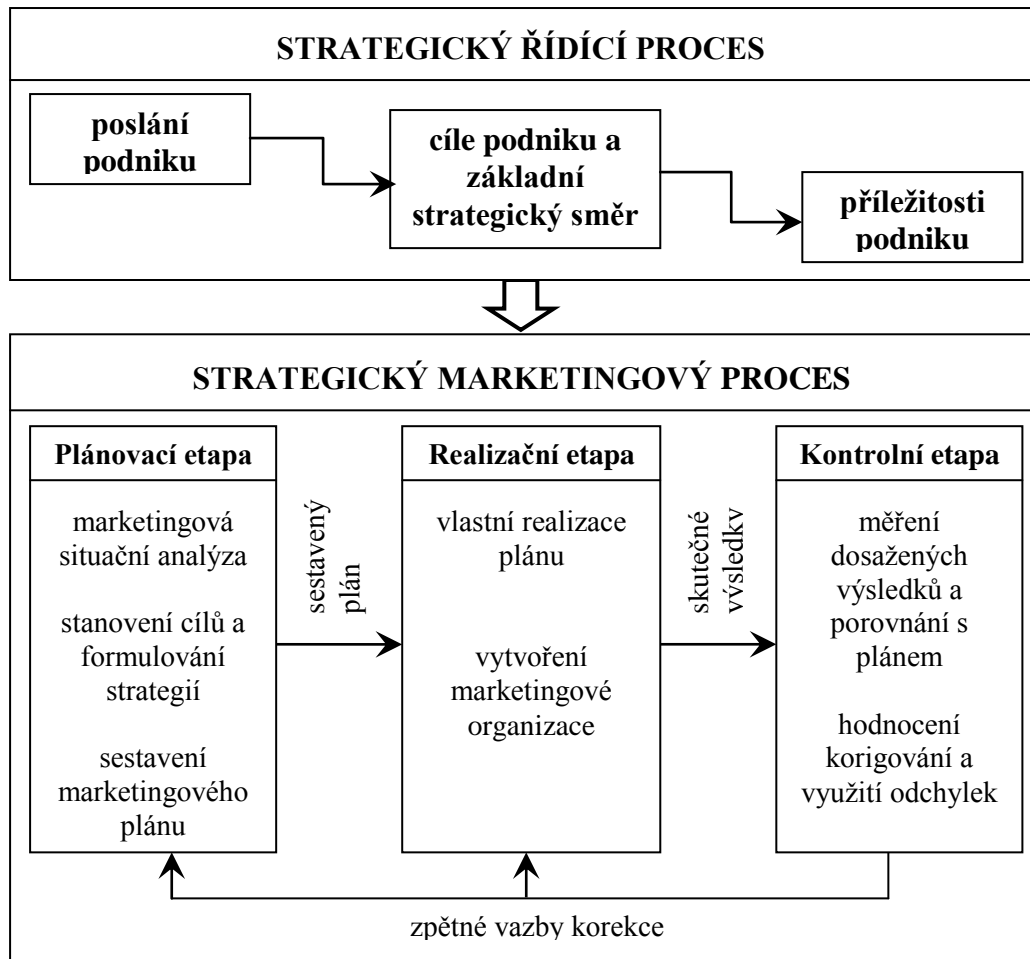 STRATEGICKÝ ŘÍDÍCÍ PROCES
poslání
podniku
cíle podniku a
základní
strategický směr
příležitosti
podniku
STRATEGICKÝ MARKETINGOVÝ PROCES
Plánovací etapa
marketingová
situační analýza
stanovení cílů a
formulování
strategií
sestavení
marketingového
plánu
sestavený
plán
Realizační etapa
vlastní realizace
plánu
vytvoření
marketingové
organizace
skutečné
výsledky
Kontrolní etapa
měření
dosažených
výsledků a
porovnání s
plánem
hodnocení
korigování a
využití odchylek
zpětné vazby korekce